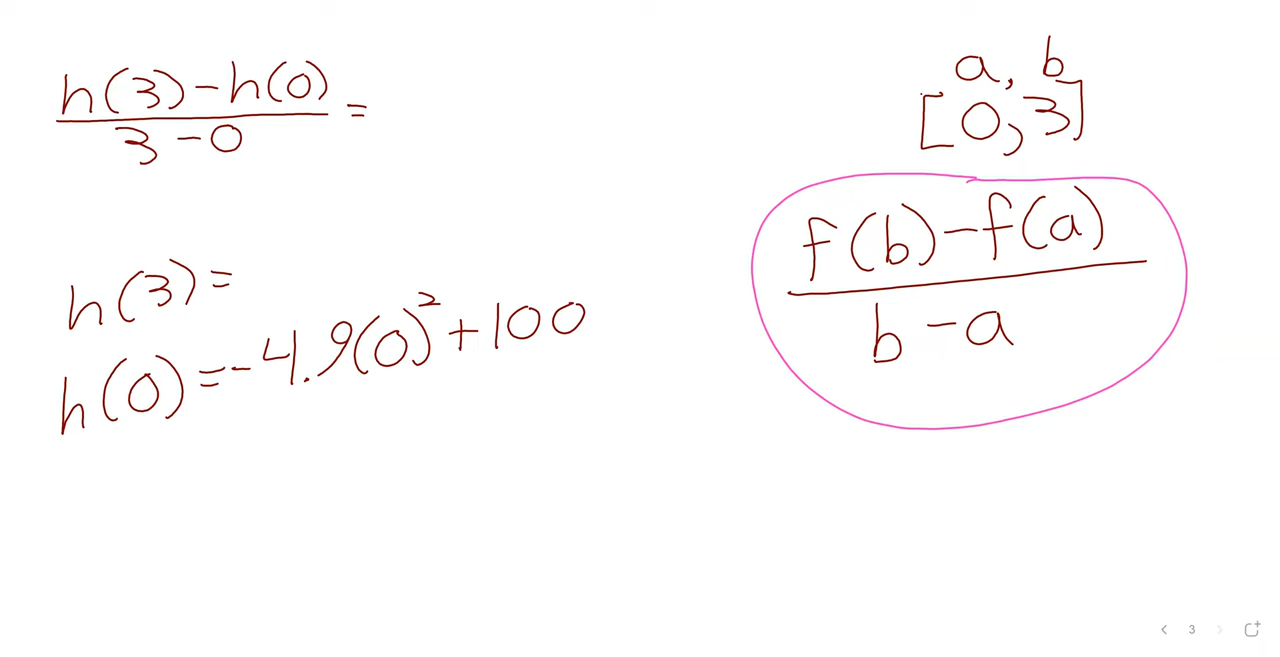 h(3)-h(0)
3-0
=
h(3)=
h(0)=-4.9(0)²+100
a, b
[0,3]
f(b)-f(a)
b-a
3